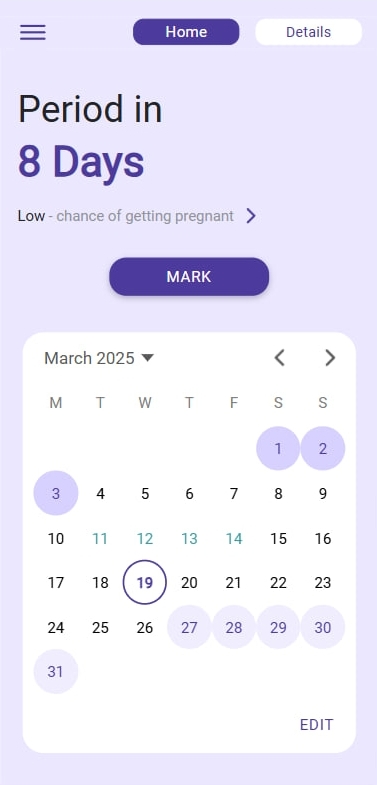 Home Details
Period in
8 Days
Low - chance of getting pregnant
MARK
March 2025
M T W T F S S
1 2
3 4 5 6 7 8 9
10 11 12 13 14 15 16
17 18 19 20 21 22 23
24 25 26 27 28 29 30
31
EDIT